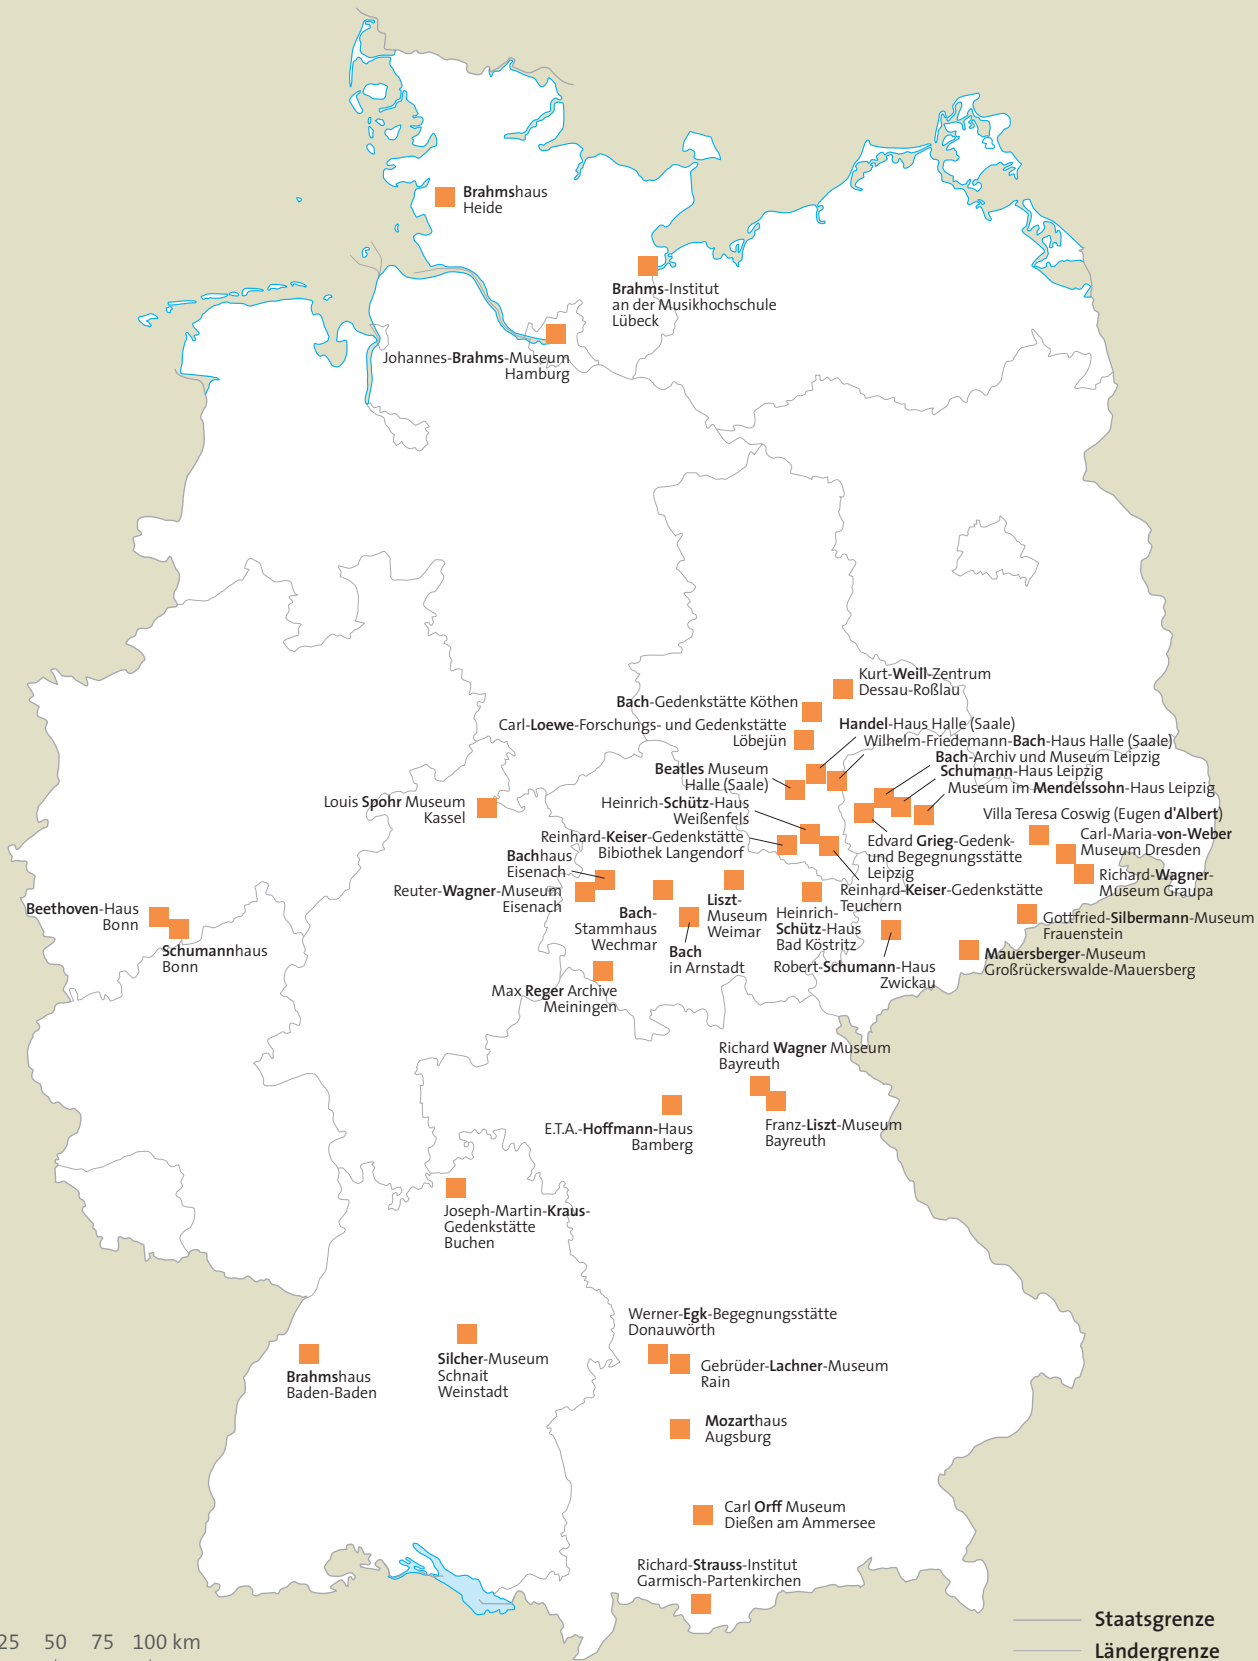 Brahmshaus
Heide
Brahms-Institut
an der Musikhochschule
Lübeck
Johannes-Brahms-Museum
Hamburg
Kurt-Weill-Zentrum
Dessau-Roßlau
Bach-Gedenkstätte Köthen
Carl-Loewe-Forschungs- und Gedenkstätte
Löbejün
Handel-Haus Halle (Saale)
Wilhelm-Friedemann-Bach-Haus Halle (Saale)
Bach-Archiv und Museum Leipzig
Schumann-Haus Leipzig
Museum im Mendelssohn-Haus Leipzig
Beatles Museum
Halle (Saale)
Louis Spohr Museum
Kassel
Heinrich-Schütz-Haus
Weißenfels
Villa Teresa Coswig (Eugen d'Albert)
Carl-Maria-von-Weber
Museum Dresden
Reinhard-Keiser-Gedenkstätte
Bibiothek Langendorf
Edvard Grieg-Gedenk-
und Begegnungsstätte
Leipzig
Bachhaus
Eisenach
Richard-Wagner-
Museum Graupa
Reuter-Wagner-Museum
Eisenach
Reinhard-Keiser-Gedenkstätte
Teuchern
Beethoven-Haus
Bonn
Schumannhaus
Bonn
Bach-
Stammhaus
Wechmar
Liszt-
Museum
Weimar
Heinrich-
Schütz-Haus
Bad Köstritz
Gottfried-Silbermann-Museum
Frauenstein
Bach
in Arnstadt
Robert-Schumann-Haus
Zwickau
Mauersberger-Museum
Großrückerswalde-Mauersberg
Max Reger Archive
Meiningen
Richard Wagner Museum
Bayreuth
E.T.A.-Hoffmann-Haus
Bamberg
Franz-Liszt-Museum
Bayreuth
Joseph-Martin-Kraus-
Gedenkstätte
Buchen
Werner-Egk-Begegnungsstätte
Donauwörth
Silcher-Museum
Schnait
Weinstadt
Brahmshaus
Baden-Baden
Gebrüder-Lachner-Museum
Rain
Mozarthaus
Augsburg
Carl Orff Museum
Dießen am Ammersee
Richard-Strauss-Institut
Garmisch-Partenkirchen
Staatsgrenze
Ländergrenze
25 50 75 100 km